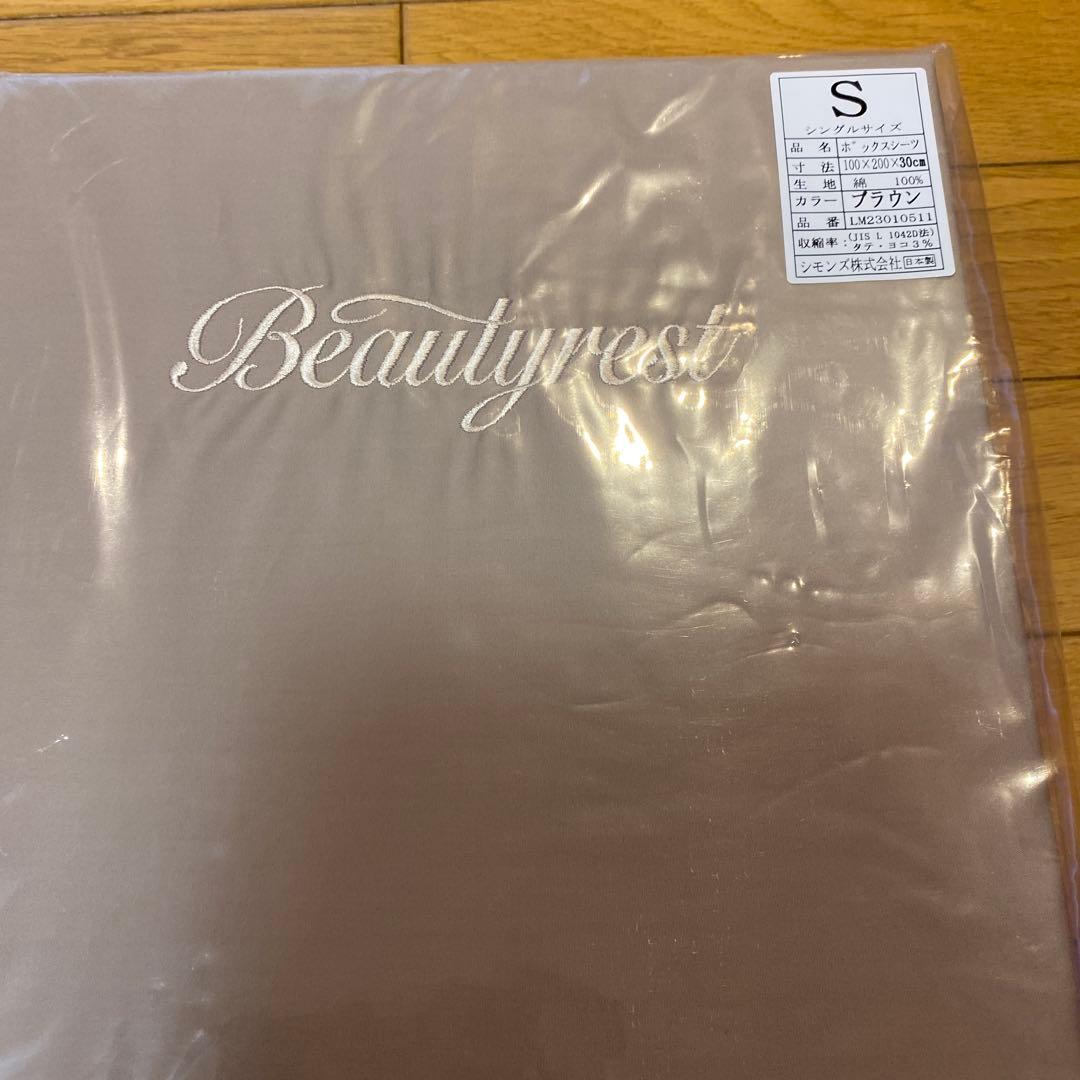 S
シングルサイズ
品 名 ボックスシーツ
寸 法 100×200×30cm
生 地 綿 100%
カラー ブラウン
品 番 LM23010511
収縮率：(JIS L 1042D法)
タテ・ヨコ3%
シモンズ株式会社 日本製
Beautyrest